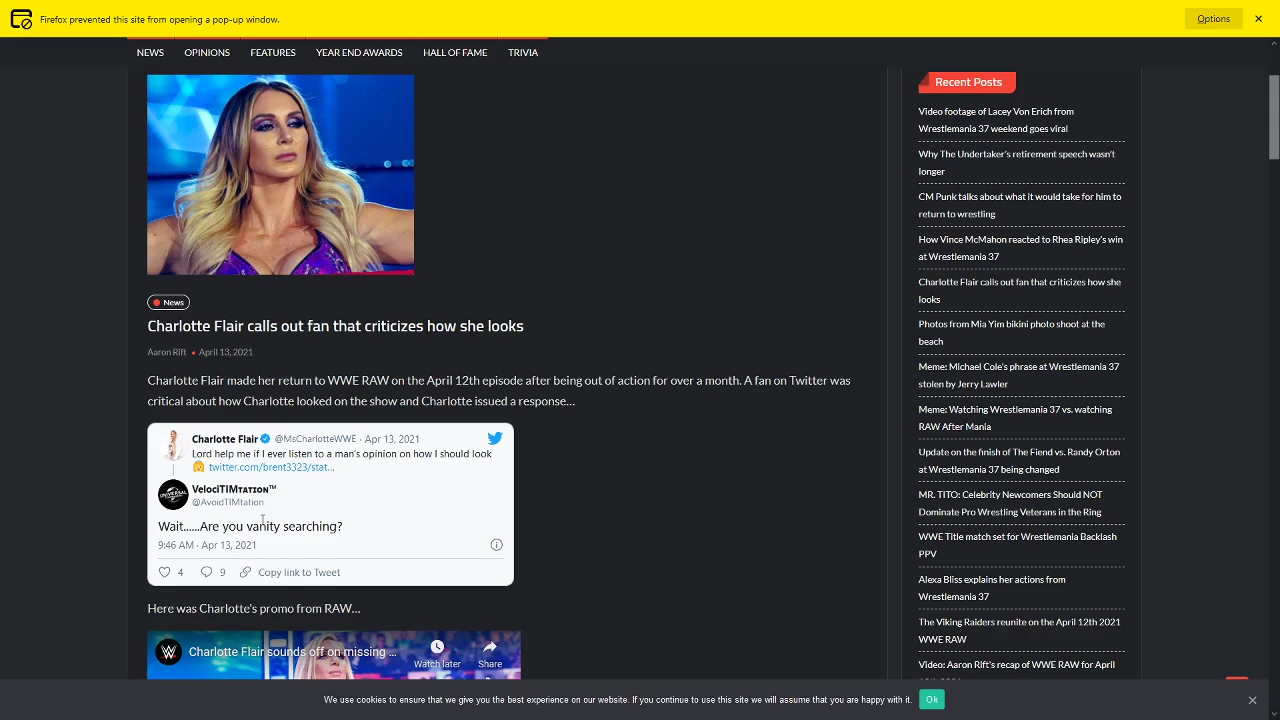 Firefox prevented this site from opening a pop-up window.
Options
NEWS
OPINIONS
FEATURES
YEAR END AWARDS
HALL OF FAME
TRIVIA
News
Charlotte Flair calls out fan that criticizes how she looks
Aaron Rift • April 13, 2021
Charlotte Flair made her return to WWE RAW on the April 12th episode after being out of action for over a month. A fan on Twitter was
critical about how Charlotte looked on the show and Charlotte issued a response…
Charlotte Flair @MsCharlotteWWE · Apr 13, 2021
Lord help me if I ever listen to a man's opinion on how I should look
twitter.com/brent3323/stat…
UNIVERSAL
VelociTIMᴛᴀᴛɪᴏɴ™
@AvoidTIMtation
Wait......Are you vanity searching?
9:46 AM · Apr 13, 2021
4
9
Copy link to Tweet
Here was Charlotte's promo from RAW…
Charlotte Flair sounds off on missing ...
Watch later
Share
Recent Posts
Video footage of Lacey Von Erich from
Wrestlemania 37 weekend goes viral
Why The Undertaker's retirement speech wasn't
longer
CM Punk talks about what it would take for him to
return to wrestling
How Vince McMahon reacted to Rhea Ripley's win
at Wrestlemania 37
Charlotte Flair calls out fan that criticizes how she
looks
Photos from Mia Yim bikini photo shoot at the
beach
Meme: Michael Cole's phrase at Wrestlemania 37
stolen by Jerry Lawler
Meme: Watching Wrestlemania 37 vs. watching
RAW After Mania
Update on the finish of The Fiend vs. Randy Orton
at Wrestlemania 37 being changed
MR. TITO: Celebrity Newcomers Should NOT
Dominate Pro Wrestling Veterans in the Ring
WWE Title match set for Wrestlemania Backlash
PPV
Alexa Bliss explains her actions from
Wrestlemania 37
The Viking Raiders reunite on the April 12th 2021
WWE RAW
Video: Aaron Rift's recap of WWE RAW for April
We use cookies to ensure that we give you the best experience on our website. If you continue to use this site we will assume that you are happy with it.
Ok